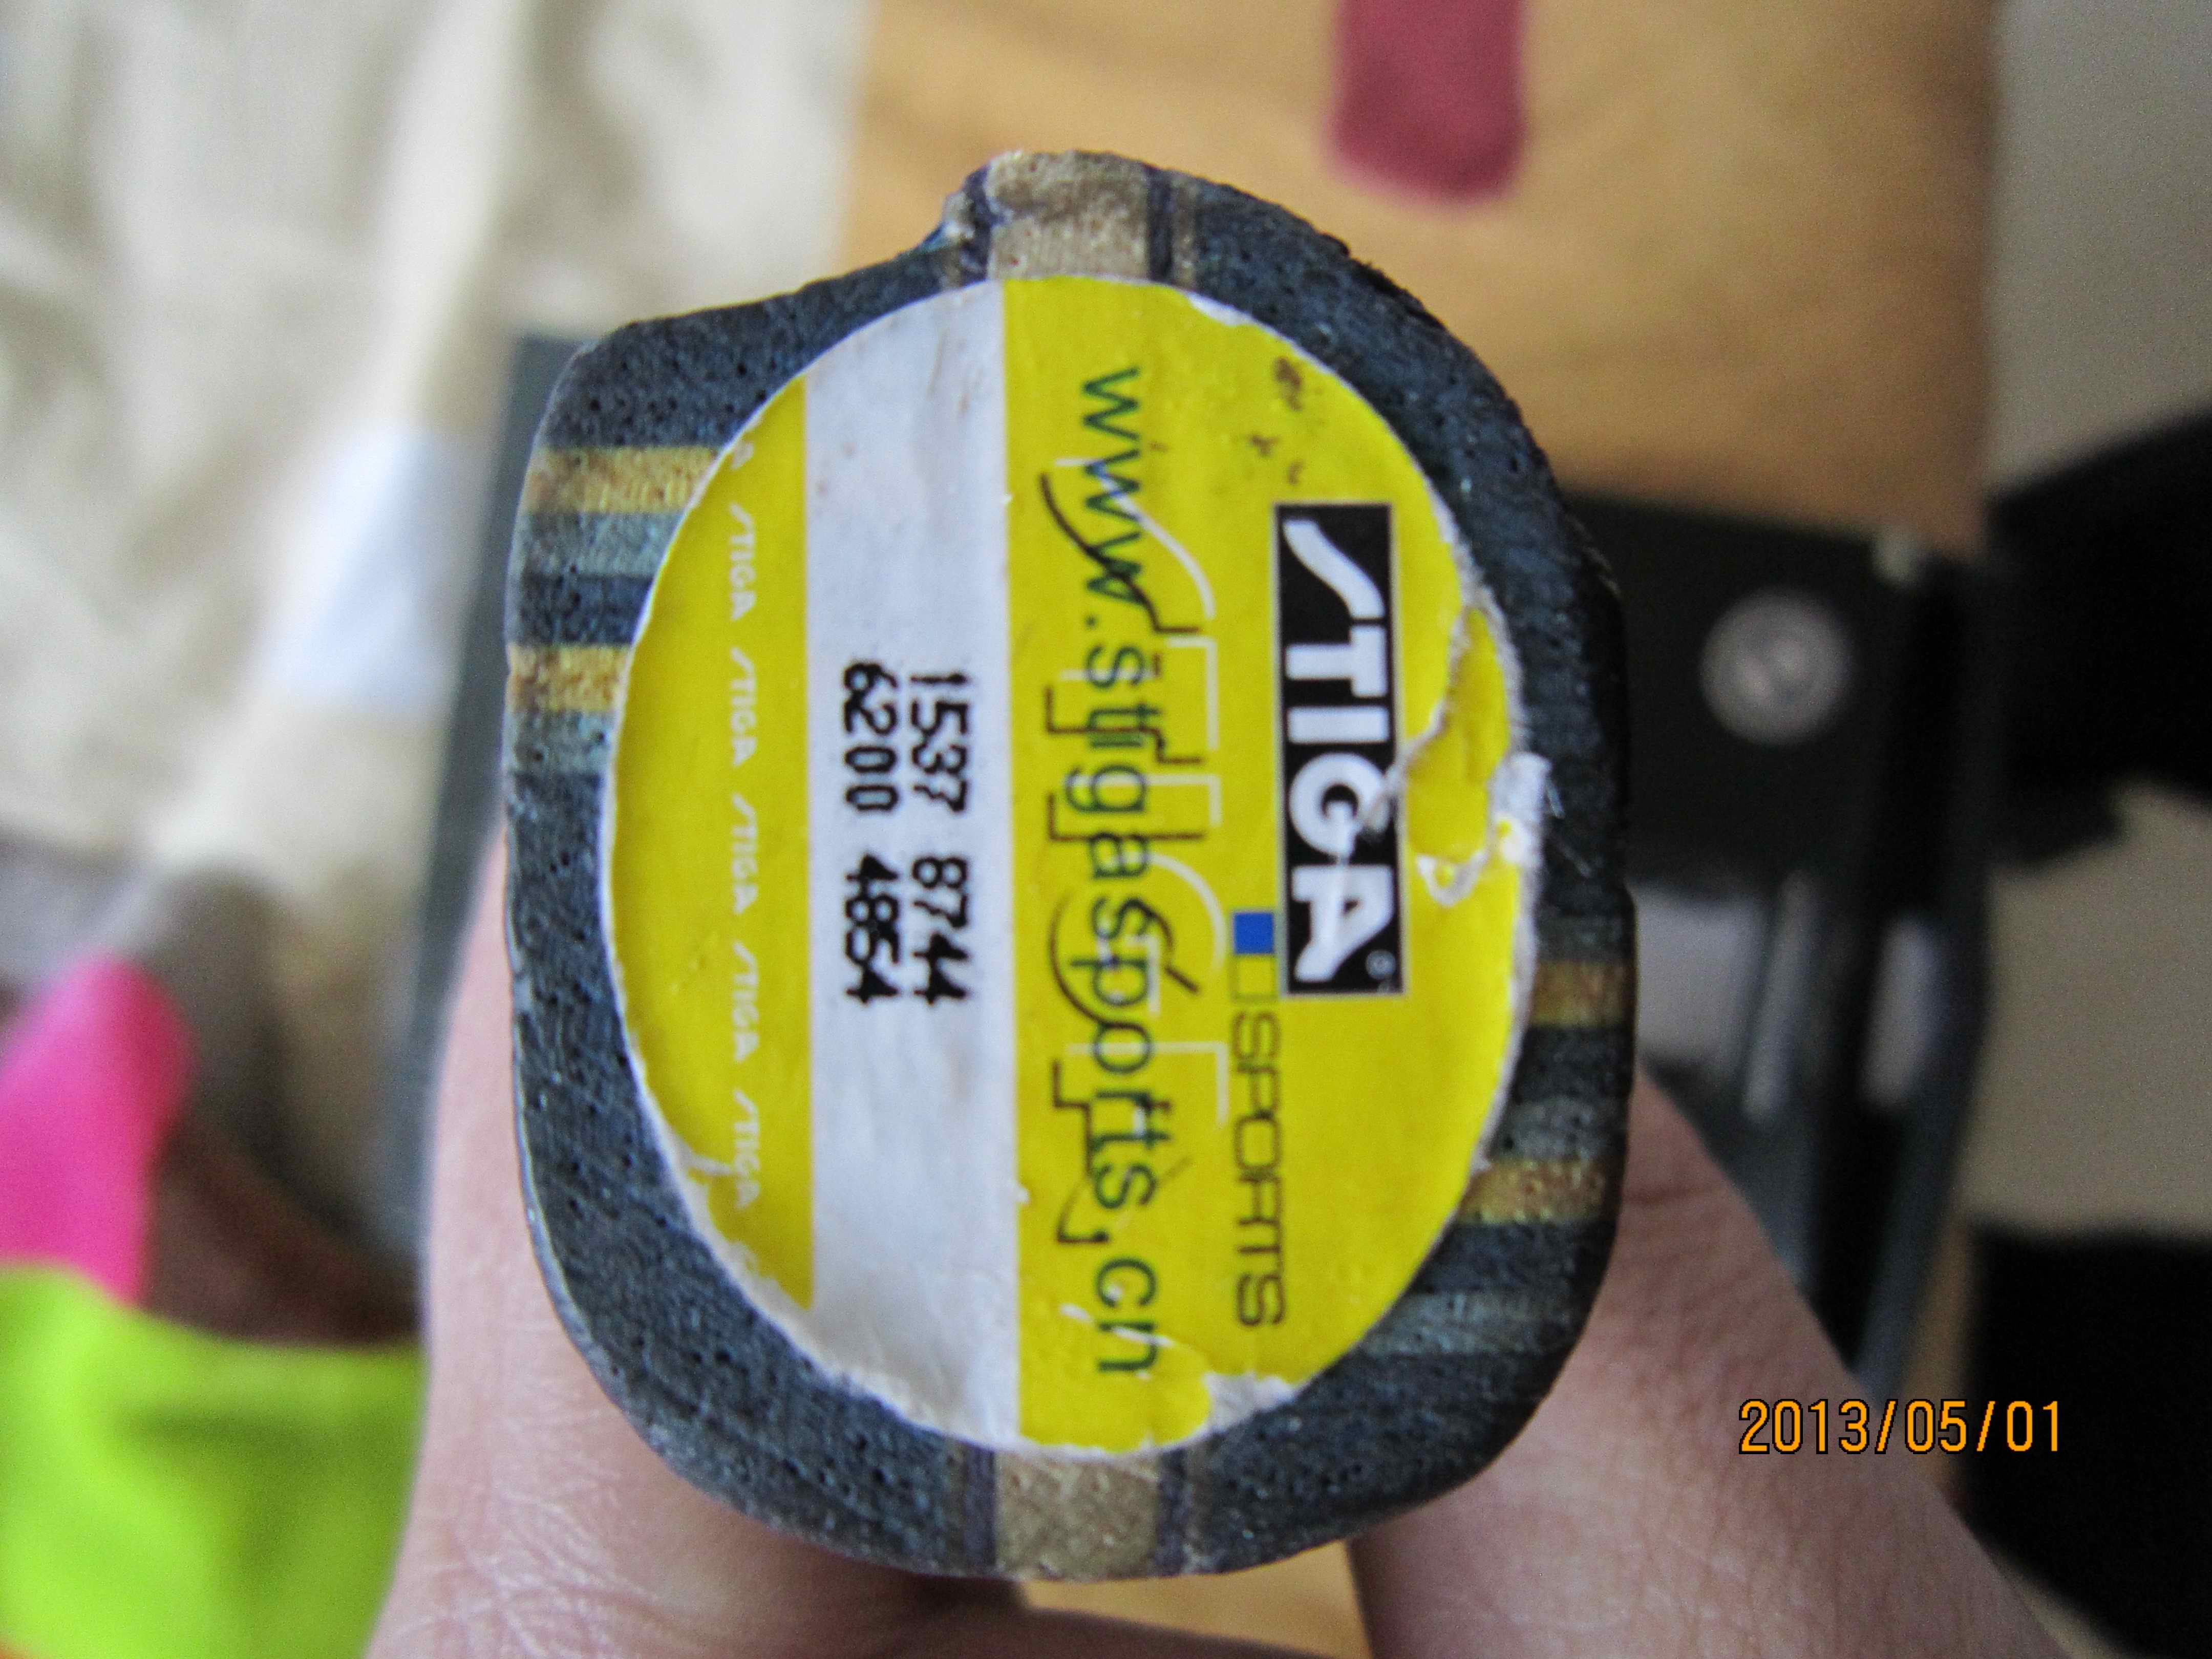 STIGA®
SPORTS
www.stigasports.cn
1537 8744
6200 4854
STIGA STIGA STIGA STIGA STIGA
2013/05/01